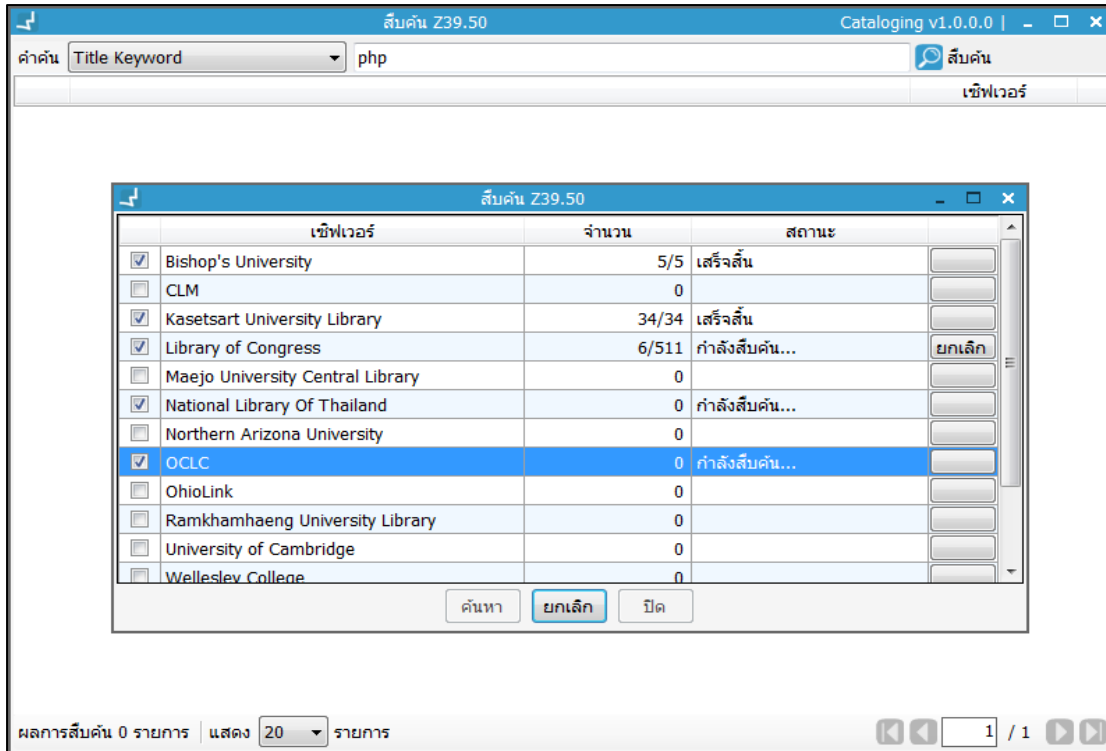 สืบค้น Z39.50 Cataloging v1.0.0.0 |
คำค้น Title Keyword php สืบค้น
เซิฟเวอร์
สืบค้น Z39.50
เซิฟเวอร์ จำนวน สถานะ
Bishop's University 5/5 เสร็จสิ้น
CLM 0
Kasetsart University Library 34/34 เสร็จสิ้น
Library of Congress 6/511 กำลังสืบค้น... ยกเลิก
Maejo University Central Library 0
National Library Of Thailand 0 กำลังสืบค้น...
Northern Arizona University 0
OCLC 0 กำลังสืบค้น...
OhioLink 0
Ramkhamhaeng University Library 0
University of Cambridge 0
Wellesley College 0
ค้นหา ยกเลิก ปิด
ผลการสืบค้น 0 รายการ แสดง 20 รายการ 1 / 1